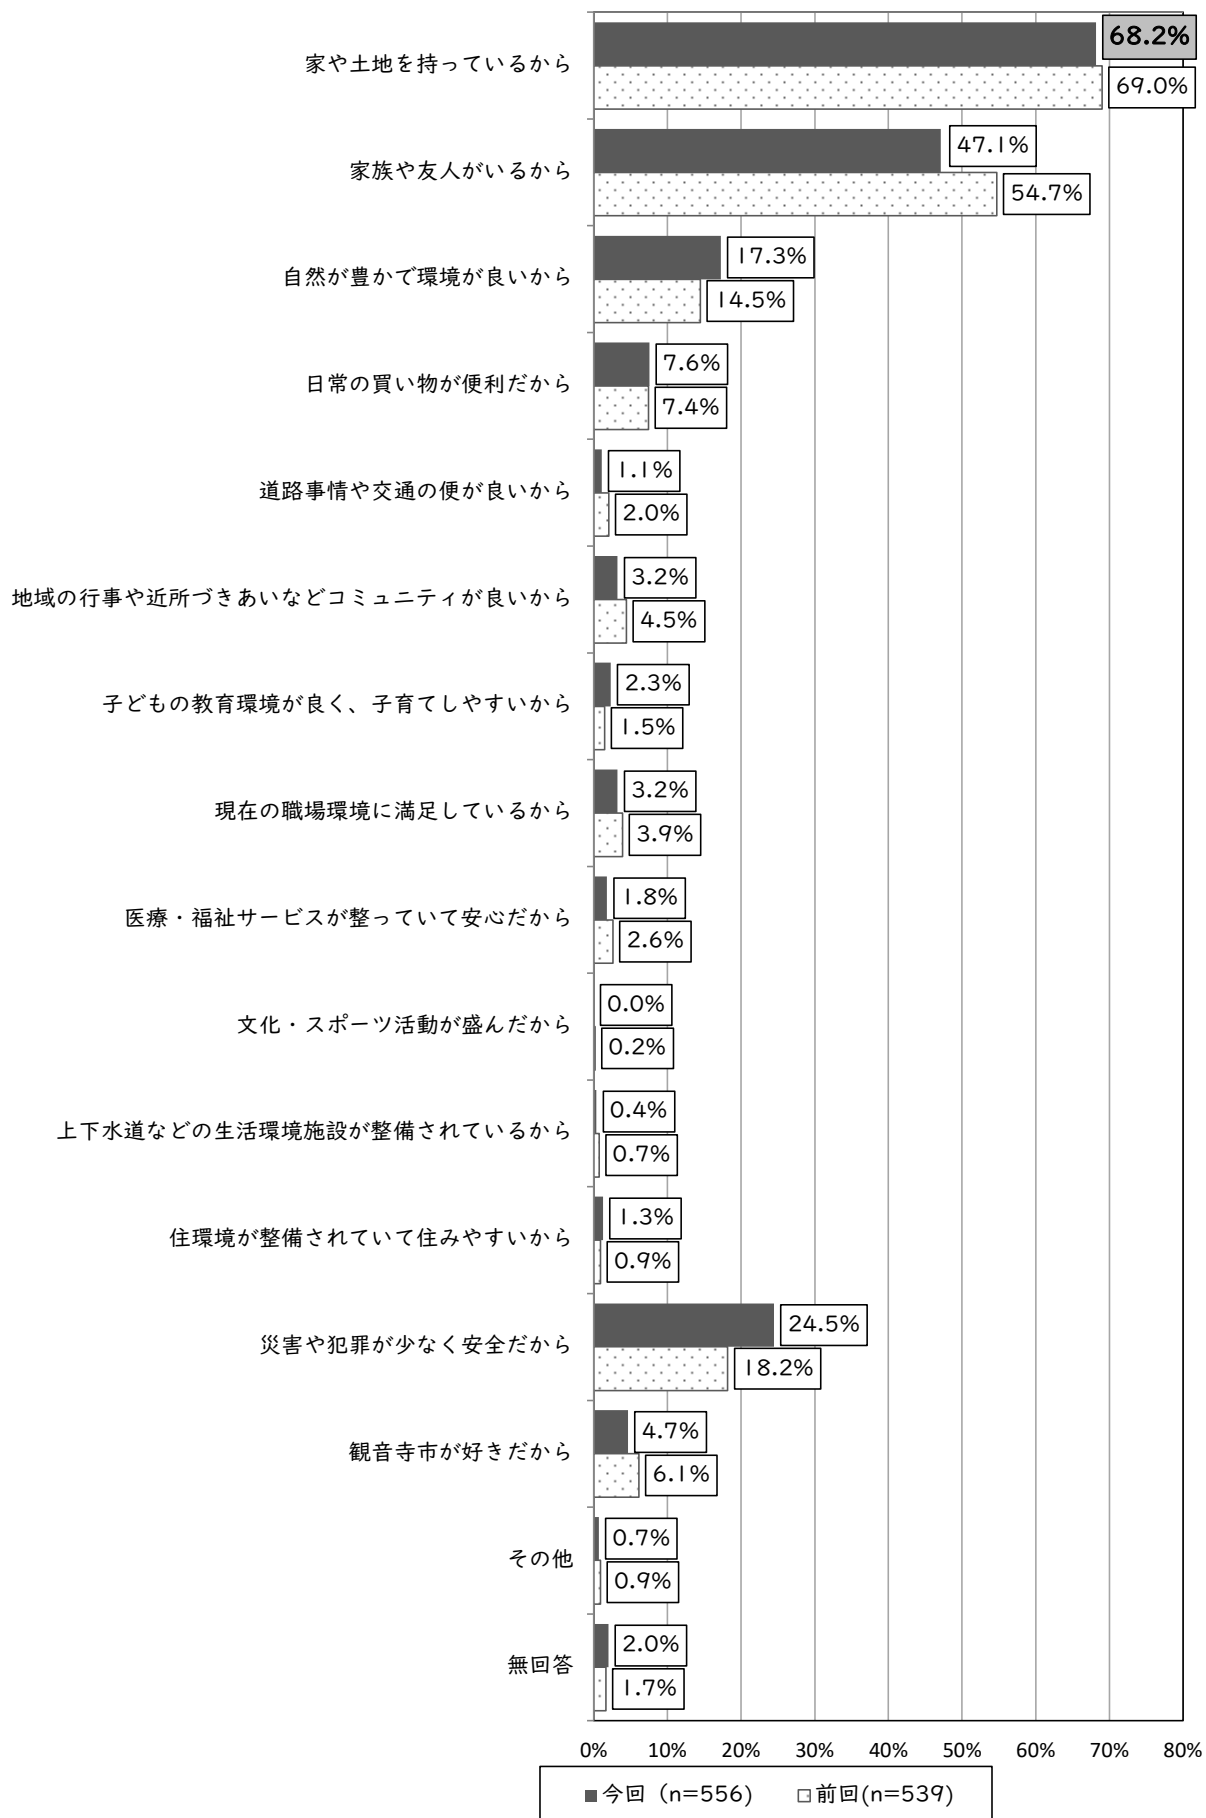 家や土地を持っているから
68.2%
69.0%
家族や友人がいるから
47.1%
54.7%
自然が豊かで環境が良いから
17.3%
14.5%
日常の買い物が便利だから
7.6%
7.4%
道路事情や交通の便が良いから
1.1%
2.0%
地域の行事や近所づきあいなどコミュニティが良いから
3.2%
4.5%
子どもの教育環境が良く、子育てしやすいから
2.3%
1.5%
現在の職場環境に満足しているから
3.2%
3.9%
医療・福祉サービスが整っていて安心だから
1.8%
2.6%
文化・スポーツ活動が盛んだから
0.0%
0.2%
上下水道などの生活環境施設が整備されているから
0.4%
0.7%
住環境が整備されていて住みやすいから
1.3%
0.9%
災害や犯罪が少なく安全だから
24.5%
18.2%
観音寺市が好きだから
4.7%
6.1%
その他
0.7%
0.9%
無回答
2.0%
1.7%
0% 10% 20% 30% 40% 50% 60% 70% 80%
今回（n=556) 前回(n=539)